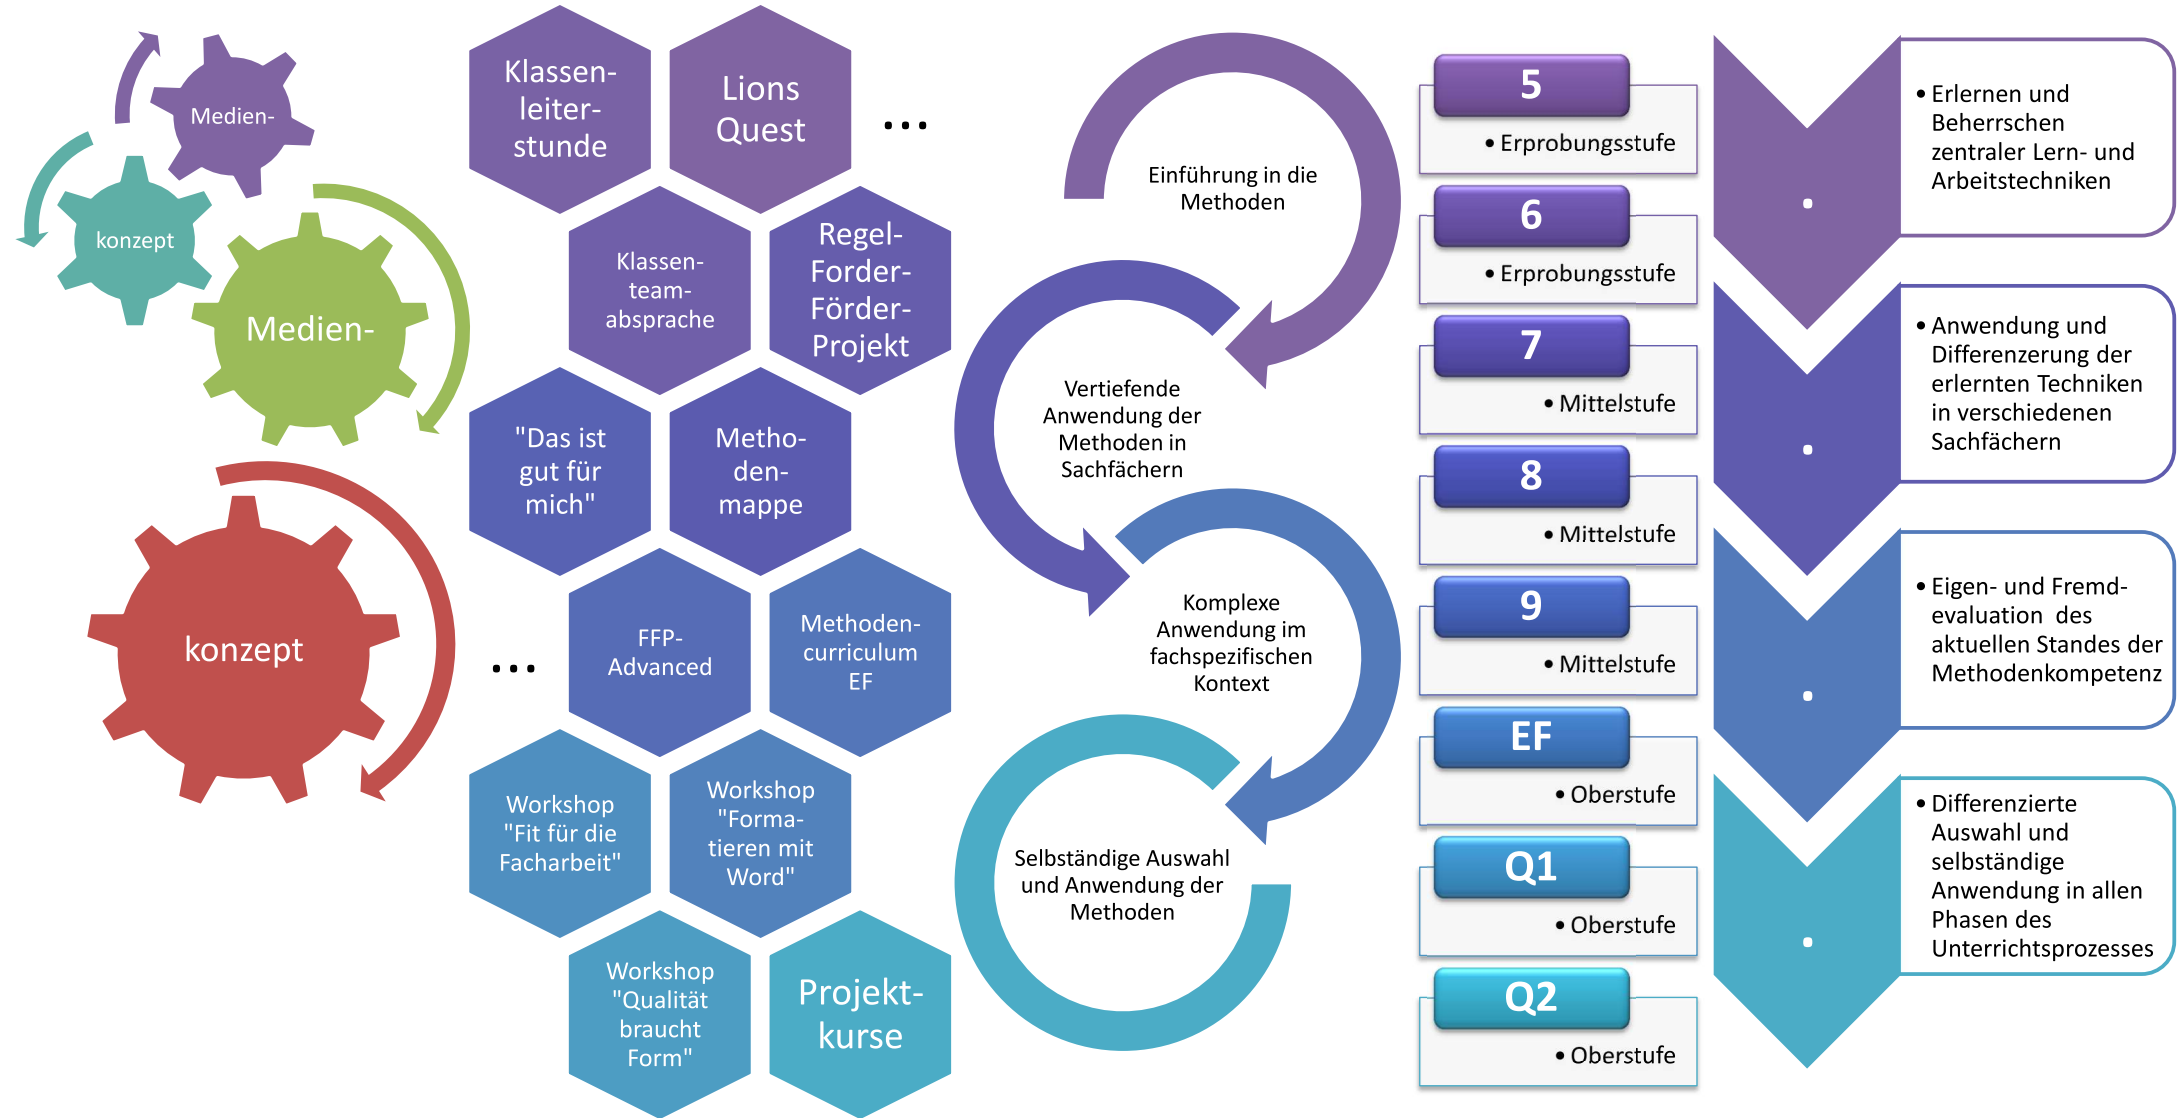 Medien-
konzept
Medien-
konzept
Klassen-
leiter-
stunde
Lions
Quest
...
Klassen-
team-
absprache
Regel-
Forder-
Förder-
Projekt
"Das ist
gut für
mich"
Metho-
den-
mappe
...
FFP-
Advanced
Methoden-
curriculum
EF
Workshop
"Fit für die
Facharbeit"
Workshop
"Forma-
tieren mit
Word"
Workshop
"Qualität
braucht
Form"
Projekt-
kurse
Einführung in die
Methoden
Vertiefende
Anwendung der
Methoden in
Sachfächern
Komplexe
Anwendung im
fachspezifischen
Kontext
Selbständige Auswahl
und Anwendung der
Methoden
5
• Erprobungsstufe
6
• Erprobungsstufe
7
• Mittelstufe
8
• Mittelstufe
9
• Mittelstufe
EF
• Oberstufe
Q1
• Oberstufe
Q2
• Oberstufe
.
• Erlernen und
Beherrschen
zentraler Lern- und
Arbeitstechniken
.
• Anwendung und
Differenzerung der
erlernten Techniken
in verschiedenen
Sachfächern
.
• Eigen- und Fremd-
evaluation des
aktuellen Standes der
Methodenkompetenz
.
• Differenzierte
Auswahl und
selbständige
Anwendung in allen
Phasen des
Unterrichtsprozesses